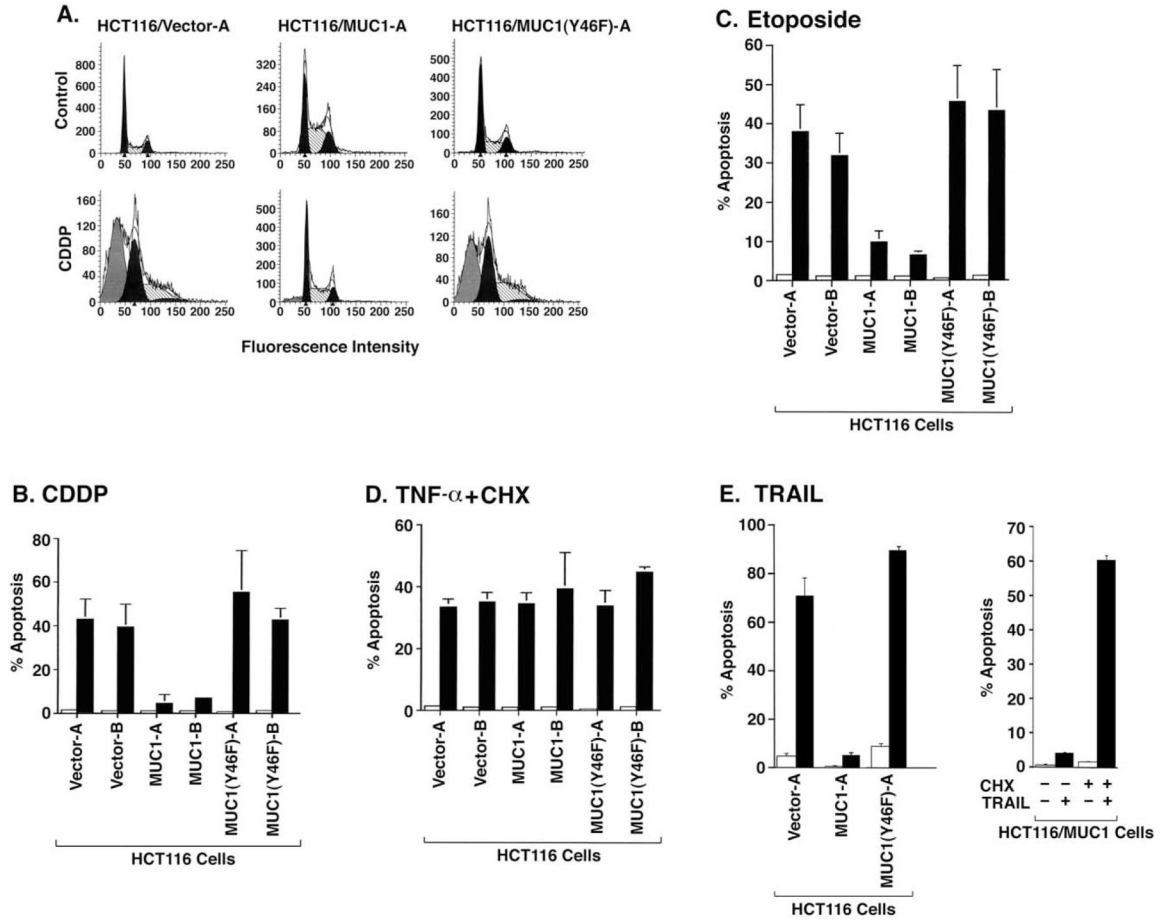 A.
HCT116/Vector-A HCT116/MUC1-A HCT116/MUC1(Y46F)-A
Control
800
600
400
200
0
0 50 100 150 200 250
320
240
160
80
0
0 50 100 150 200 250
500
400
300
200
100
0
0 50 100 150 200 250
CDDP
160
120
80
40
0
0 50 100 150 200 250
500
400
300
200
100
0
0 50 100 150 200 250
160
120
80
40
0
0 50 100 150 200 250
Fluorescence Intensity
C. Etoposide
% Apoptosis
60
50
40
30
20
10
0
Vector-A
Vector-B
MUC1-A
MUC1-B
MUC1(Y46F)-A
MUC1(Y46F)-B
HCT116 Cells
B. CDDP
% Apoptosis
80
60
40
20
0
Vector-A
Vector-B
MUC1-A
MUC1-B
MUC1(Y46F)-A
MUC1(Y46F)-B
HCT116 Cells
D. TNF-α+CHX
% Apoptosis
60
40
20
0
Vector-A
Vector-B
MUC1-A
MUC1-B
MUC1(Y46F)-A
MUC1(Y46F)-B
HCT116 Cells
E. TRAIL
% Apoptosis
100
80
60
40
20
0
Vector-A
MUC1-A
MUC1(Y46F)-A
HCT116 Cells
% Apoptosis
70
60
50
40
30
20
10
0
CHX – – + +
TRAIL – + – +
HCT116/MUC1 Cells